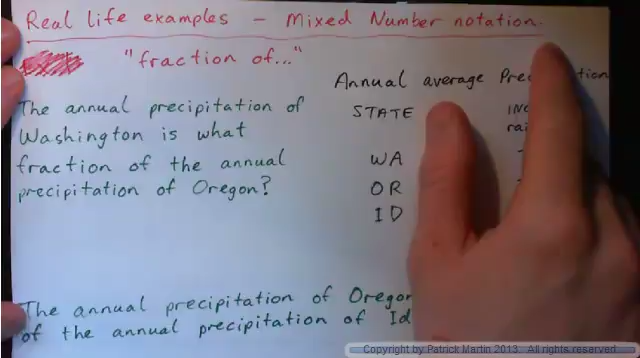 Real life examples - Mixed Number notation.
"fraction of..."
The annual precipitation of
Washington is what
fraction of the annual
precipitation of Oregon?
Annual average
STATE
WA
OR
ID
The annual precipitation of
of the annual precipitation of
Copyright by Patrick Martin 2013. All rights reserved.